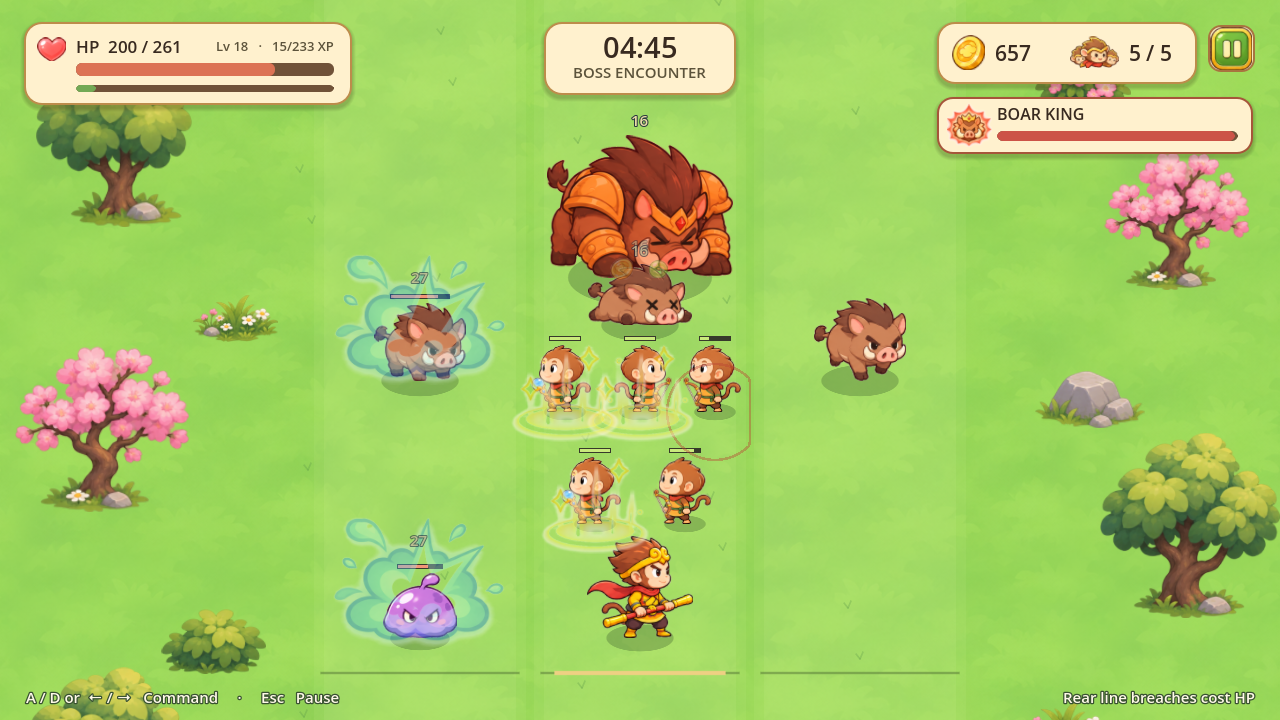 HP 200 / 261 Lv 18 · 15/233 XP
04:45
BOSS ENCOUNTER
657 5 / 5
BOAR KING
16
16
27
27
A / D or ← / → Command · Esc Pause
Rear line breaches cost HP